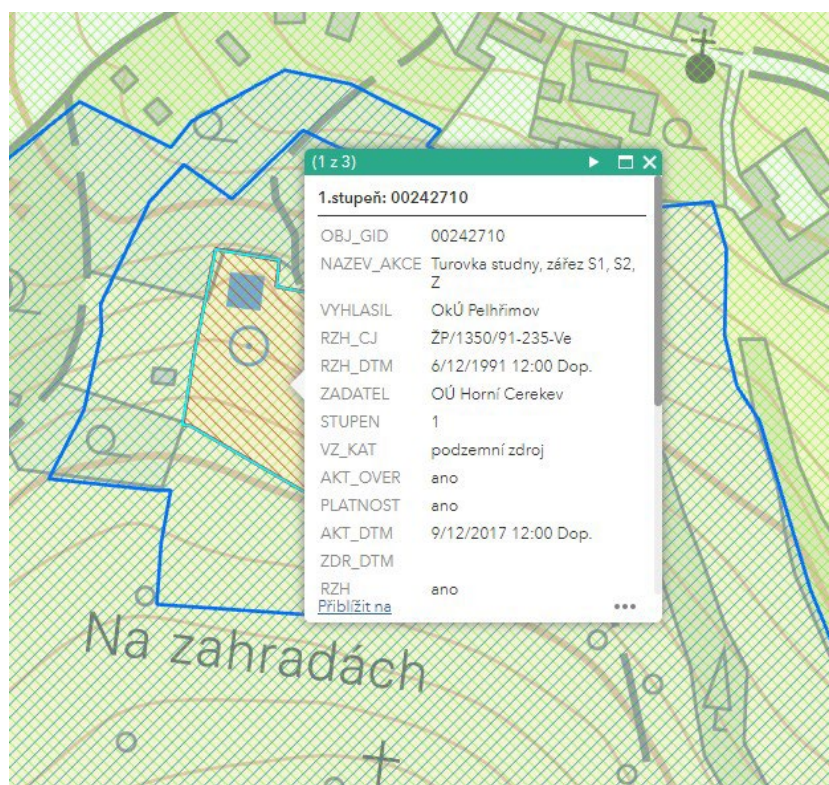 (1 z 3)
1.stupeň: 00242710
OBJ_GID 00242710
NAZEV_AKCE Turovka studny, zářez S1, S2,
Z
VYHLASIL OkÚ Pelhřimov
RZH_CJ ŽP/1350/91-235-Ve
RZH_DTM 6/12/1991 12:00 Dop.
ZADATEL OÚ Horní Cerekev
STUPEN 1
VZ_KAT podzemní zdroj
AKT_OVER ano
PLATNOST ano
AKT_DTM 9/12/2017 12:00 Dop.
ZDR_DTM
RZH ano
Přiblížit na
Na zahradách